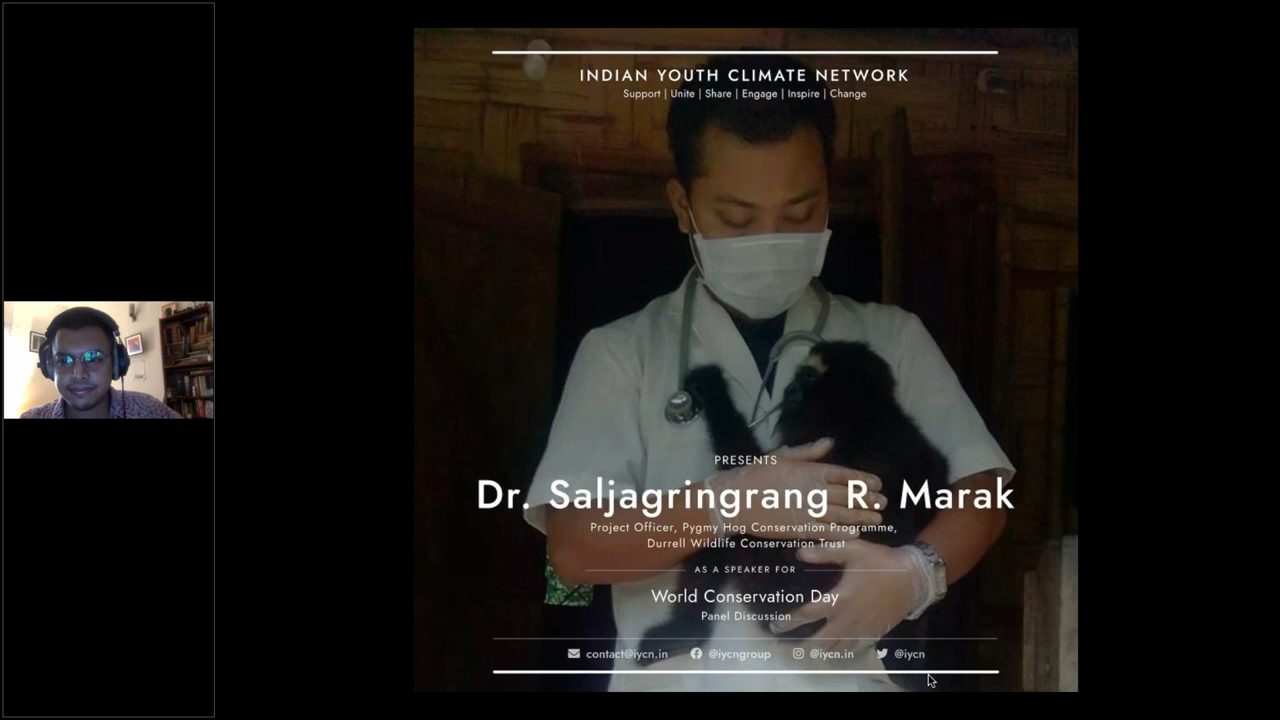 INDIAN YOUTH CLIMATE NETWORK
Support | Unite | Share | Engage | Inspire | Change
PRESENTS
Dr. Saljagringrang R. Marak
Project Officer, Pygmy Hog Conservation Programme,
Durrell Wildlife Conservation Trust
AS A SPEAKER FOR
World Conservation Day
Panel Discussion
contact@iycn.in @iycngroup @iycn.in @iycn